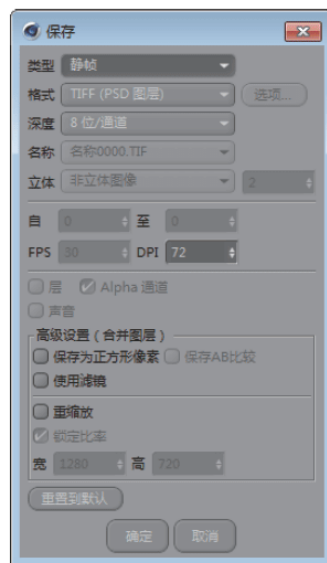 保存
类型 静帧
格式 TIFF (PSD 图层) 选项...
深度 8 位/通道
名称 名称0000.TIF
立体 非立体图像 2
自 0 至 0
FPS 30 DPI 72
层 Alpha 通道
声音
高级设置 ( 合并图层 )
保存为正方形像素 保存AB比较
使用滤镜
重缩放
锁定比率
宽 1280 高 720
重置到默认
确定 取消